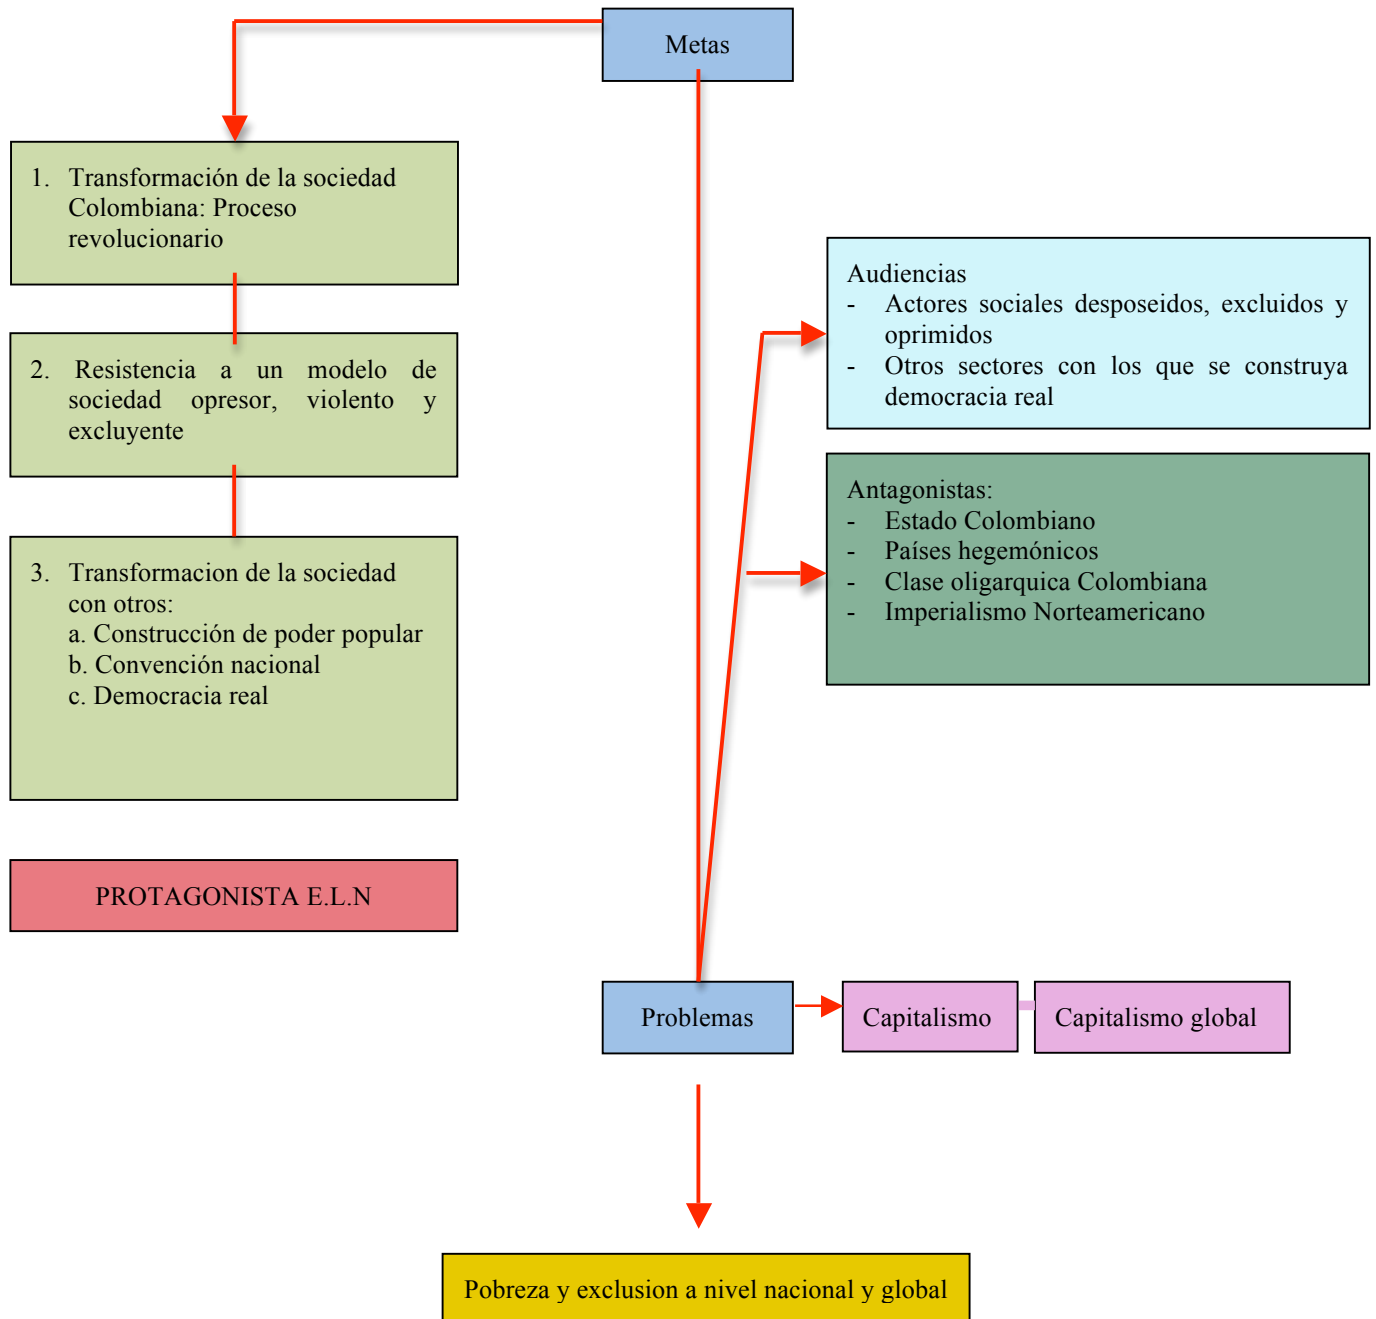 Metas
1. Transformación de la sociedad
Colombiana: Proceso
revolucionario
2. Resistencia a un modelo de
sociedad opresor, violento y
excluyente
3. Transformacion de la sociedad
con otros:
a. Construcción de poder popular
b. Convención nacional
c. Democracia real
PROTAGONISTA E.L.N
Audiencias
- Actores sociales desposeidos, excluidos y
oprimidos
- Otros sectores con los que se construya
democracia real
Antagonistas:
- Estado Colombiano
- Países hegemónicos
- Clase oligarquica Colombiana
- Imperialismo Norteamericano
Problemas
Capitalismo
Capitalismo global
Pobreza y exclusion a nivel nacional y global